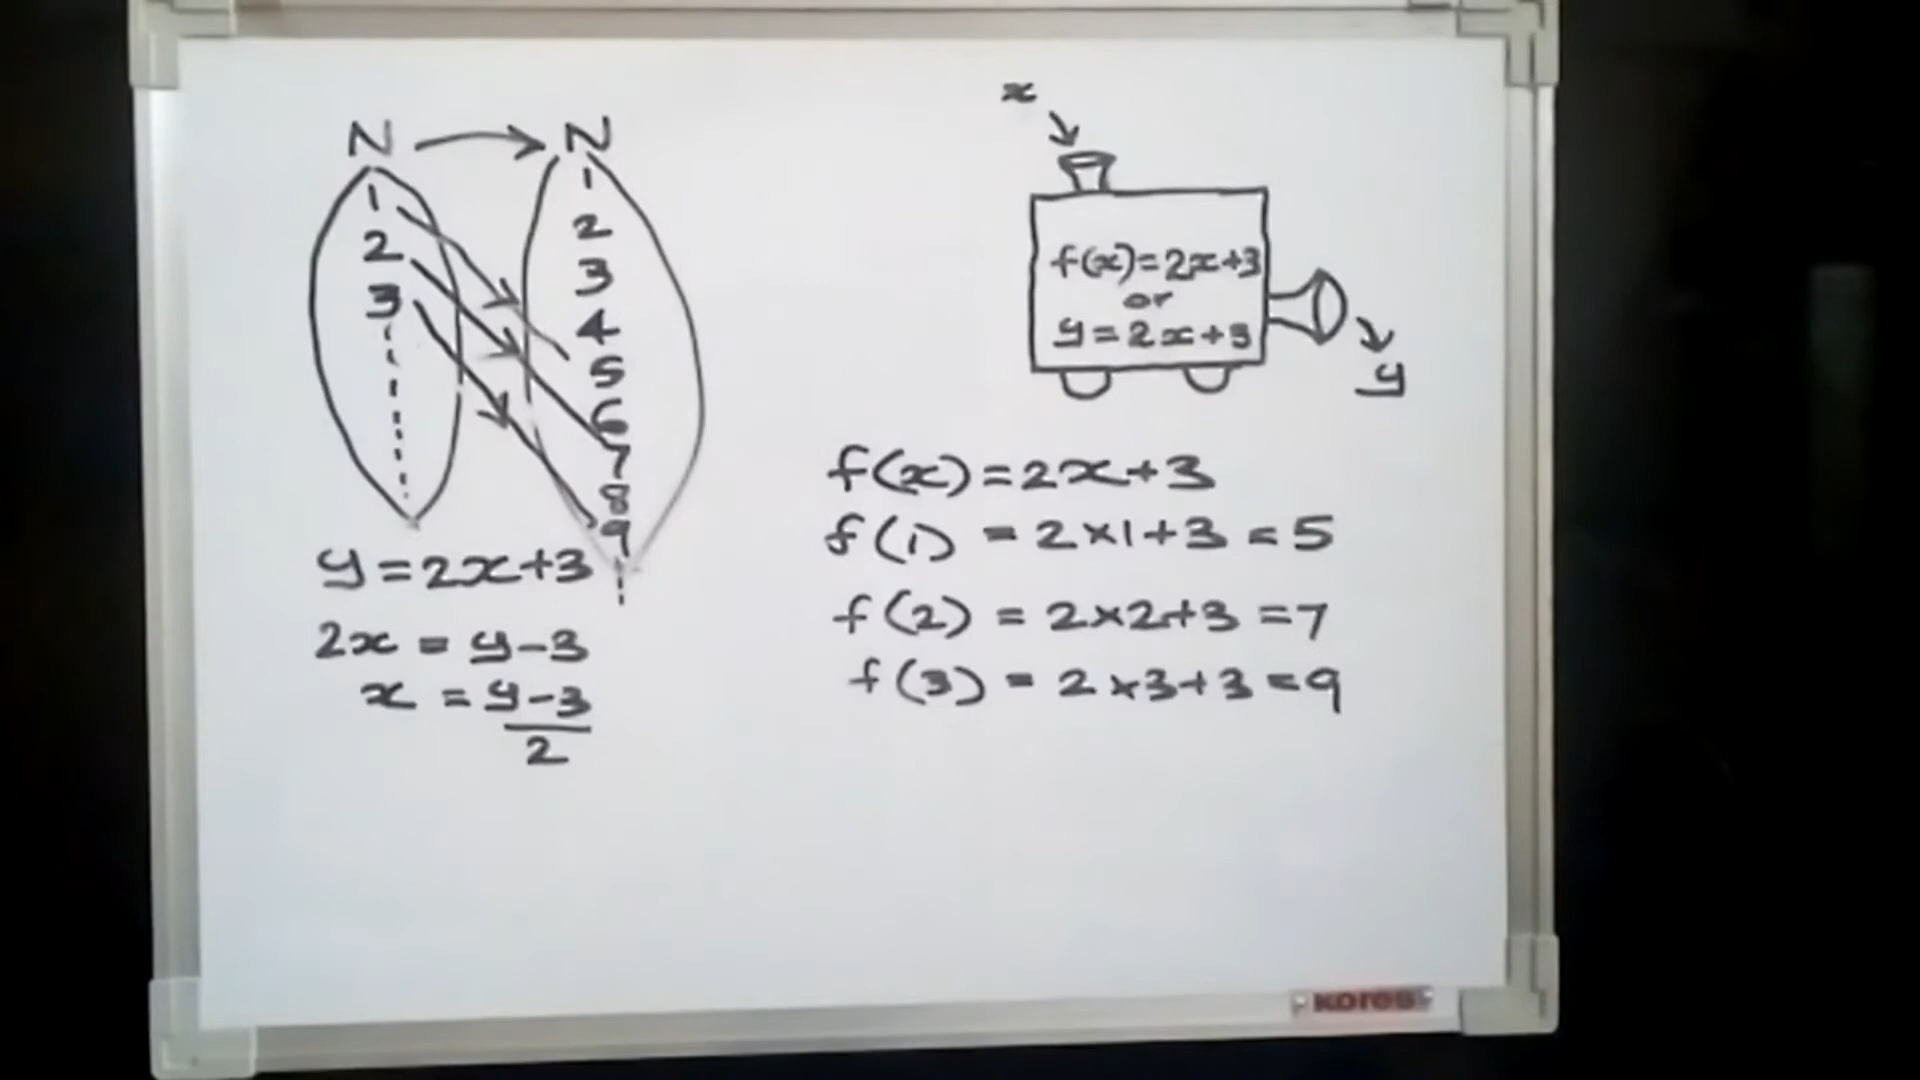 N → N
1
2
3
1
2
3
4
5
6
7
8
9
y = 2x+3
2x = y-3
x = y-3
2
x
f(x)=2x+3
or
y=2x+3
y
f(x)=2x+3
f(1) = 2×1+3 = 5
f(2) = 2×2+3 = 7
f(3) = 2×3+3 = 9
Kores